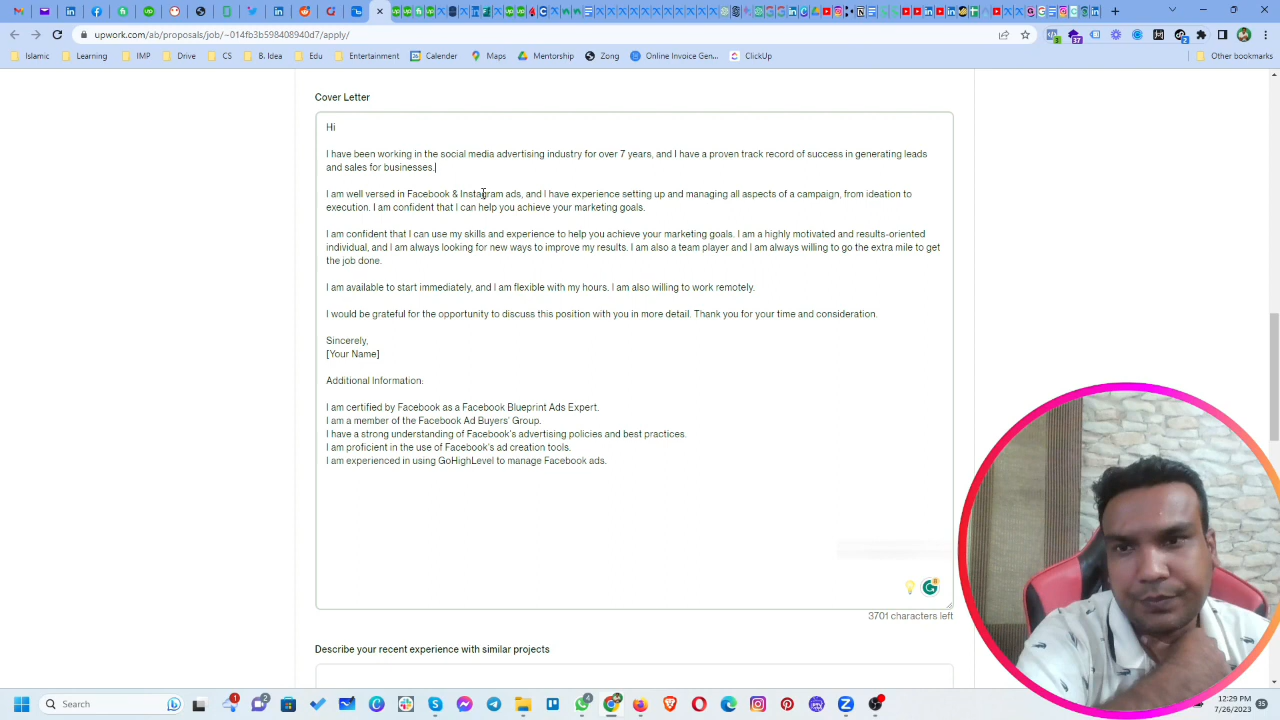 upwork.com/ab/proposals/job/~014fb3b598408940d7/apply/
Islamic Learning IMP Drive CS B. Idea Edu Entertainment Calender Maps Mentorship Zong Online Invoice Gen... ClickUp Other bookmarks
Cover Letter
Hi
I have been working in the social media advertising industry for over 7 years, and I have a proven track record of success in generating leads
and sales for businesses.
I am well versed in Facebook & Instagram ads, and I have experience setting up and managing all aspects of a campaign, from ideation to
execution. I am confident that I can help you achieve your marketing goals.
I am confident that I can use my skills and experience to help you achieve your marketing goals. I am a highly motivated and results-oriented
individual, and I am always looking for new ways to improve my results. I am also a team player and I am always willing to go the extra mile to get
the job done.
I am available to start immediately, and I am flexible with my hours. I am also willing to work remotely.
I would be grateful for the opportunity to discuss this position with you in more detail. Thank you for your time and consideration.
Sincerely,
[Your Name]
Additional Information:
I am certified by Facebook as a Facebook Blueprint Ads Expert.
I am a member of the Facebook Ad Buyers' Group.
I have a strong understanding of Facebook's advertising policies and best practices.
I am proficient in the use of Facebook's ad creation tools.
I am experienced in using GoHighLevel to manage Facebook ads.
3701 characters left
Describe your recent experience with similar projects
Search
12:29 PM
7/26/2023